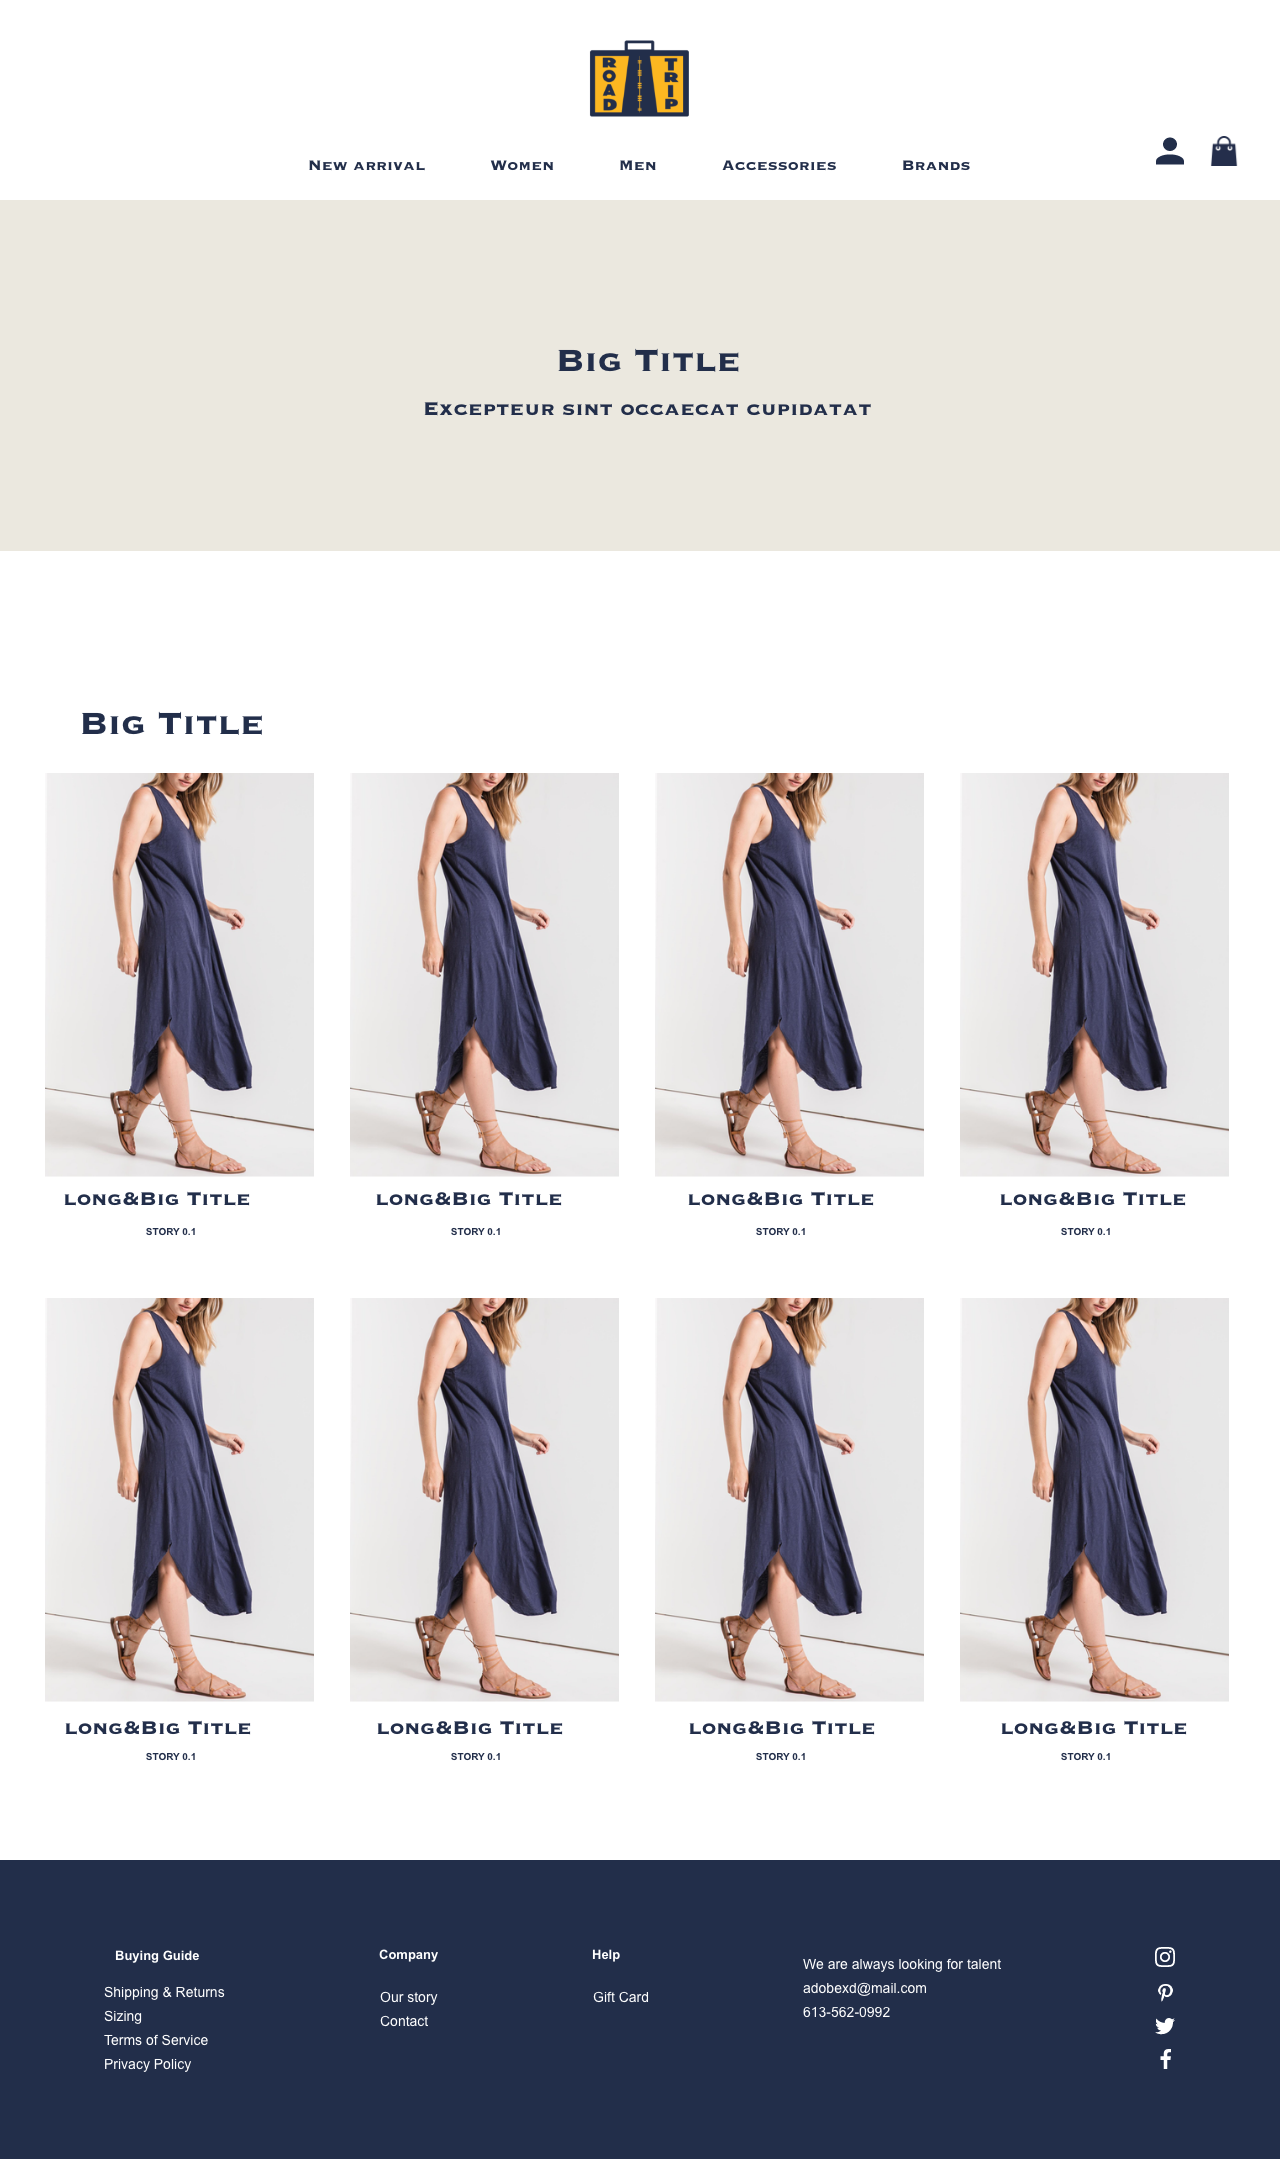 ROAD TRIP
New arrival Women Men Accessories Brands
Big Title
Excepteur sint occaecat cupidatat
Big Title
long&Big Title long&Big Title long&Big Title long&Big Title
STORY 0.1 STORY 0.1 STORY 0.1 STORY 0.1
long&Big Title long&Big Title long&Big Title long&Big Title
STORY 0.1 STORY 0.1 STORY 0.1 STORY 0.1
Buying Guide
Shipping & Returns
Sizing
Terms of Service
Privacy Policy
Company
Our story
Contact
Help
Gift Card
We are always looking for talent
adobexd@mail.com
613-562-0992